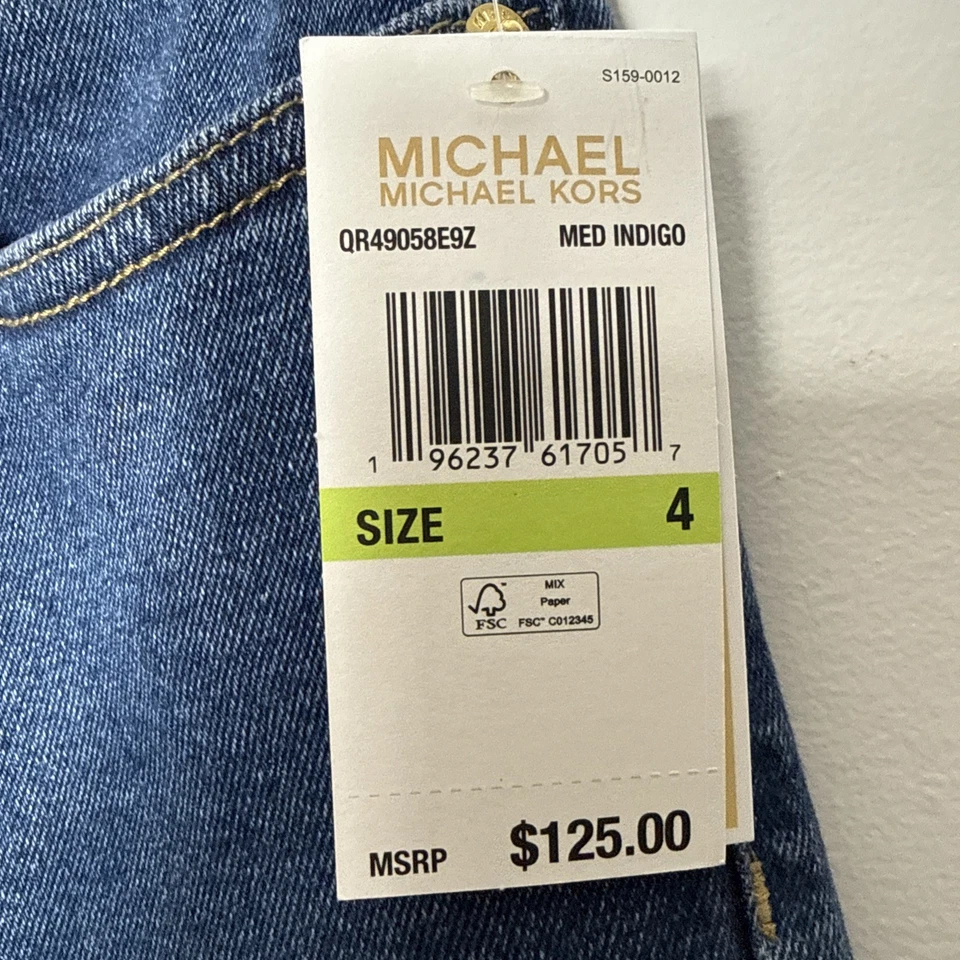 S159-0012
MICHAEL
MICHAEL KORS
QR49058E9Z MED INDIGO
1 96237 61705 7
SIZE 4
MIX
Paper
FSC™ C012345
FSC
MSRP $125.00